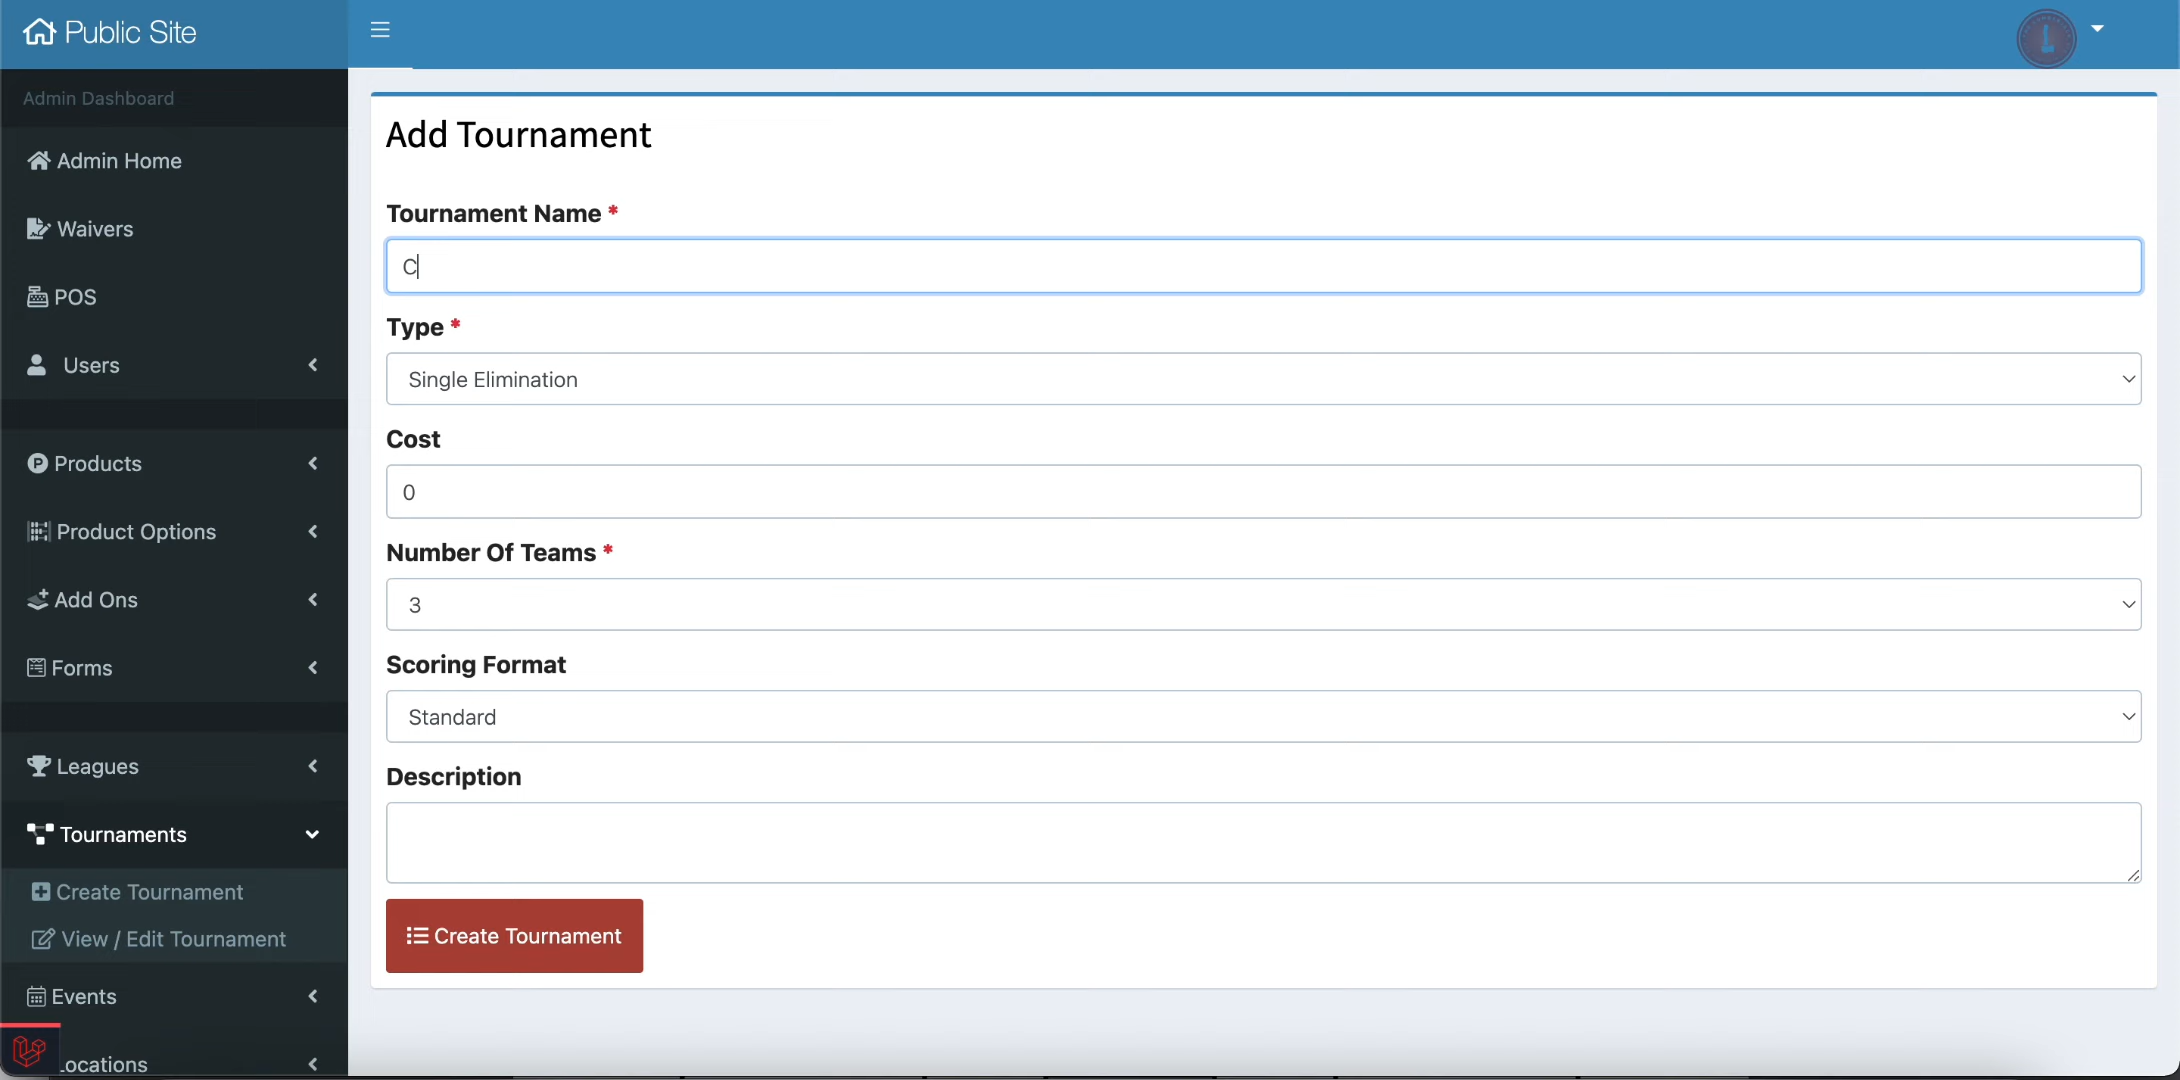 Public Site
Admin Dashboard
Admin Home
Waivers
POS
Users
Products
Product Options
Add Ons
Forms
Leagues
Tournaments
Create Tournament
View / Edit Tournament
Events
Locations
Add Tournament
Tournament Name *
C
Type *
Single Elimination
Cost
0
Number Of Teams *
3
Scoring Format
Standard
Description
Create Tournament